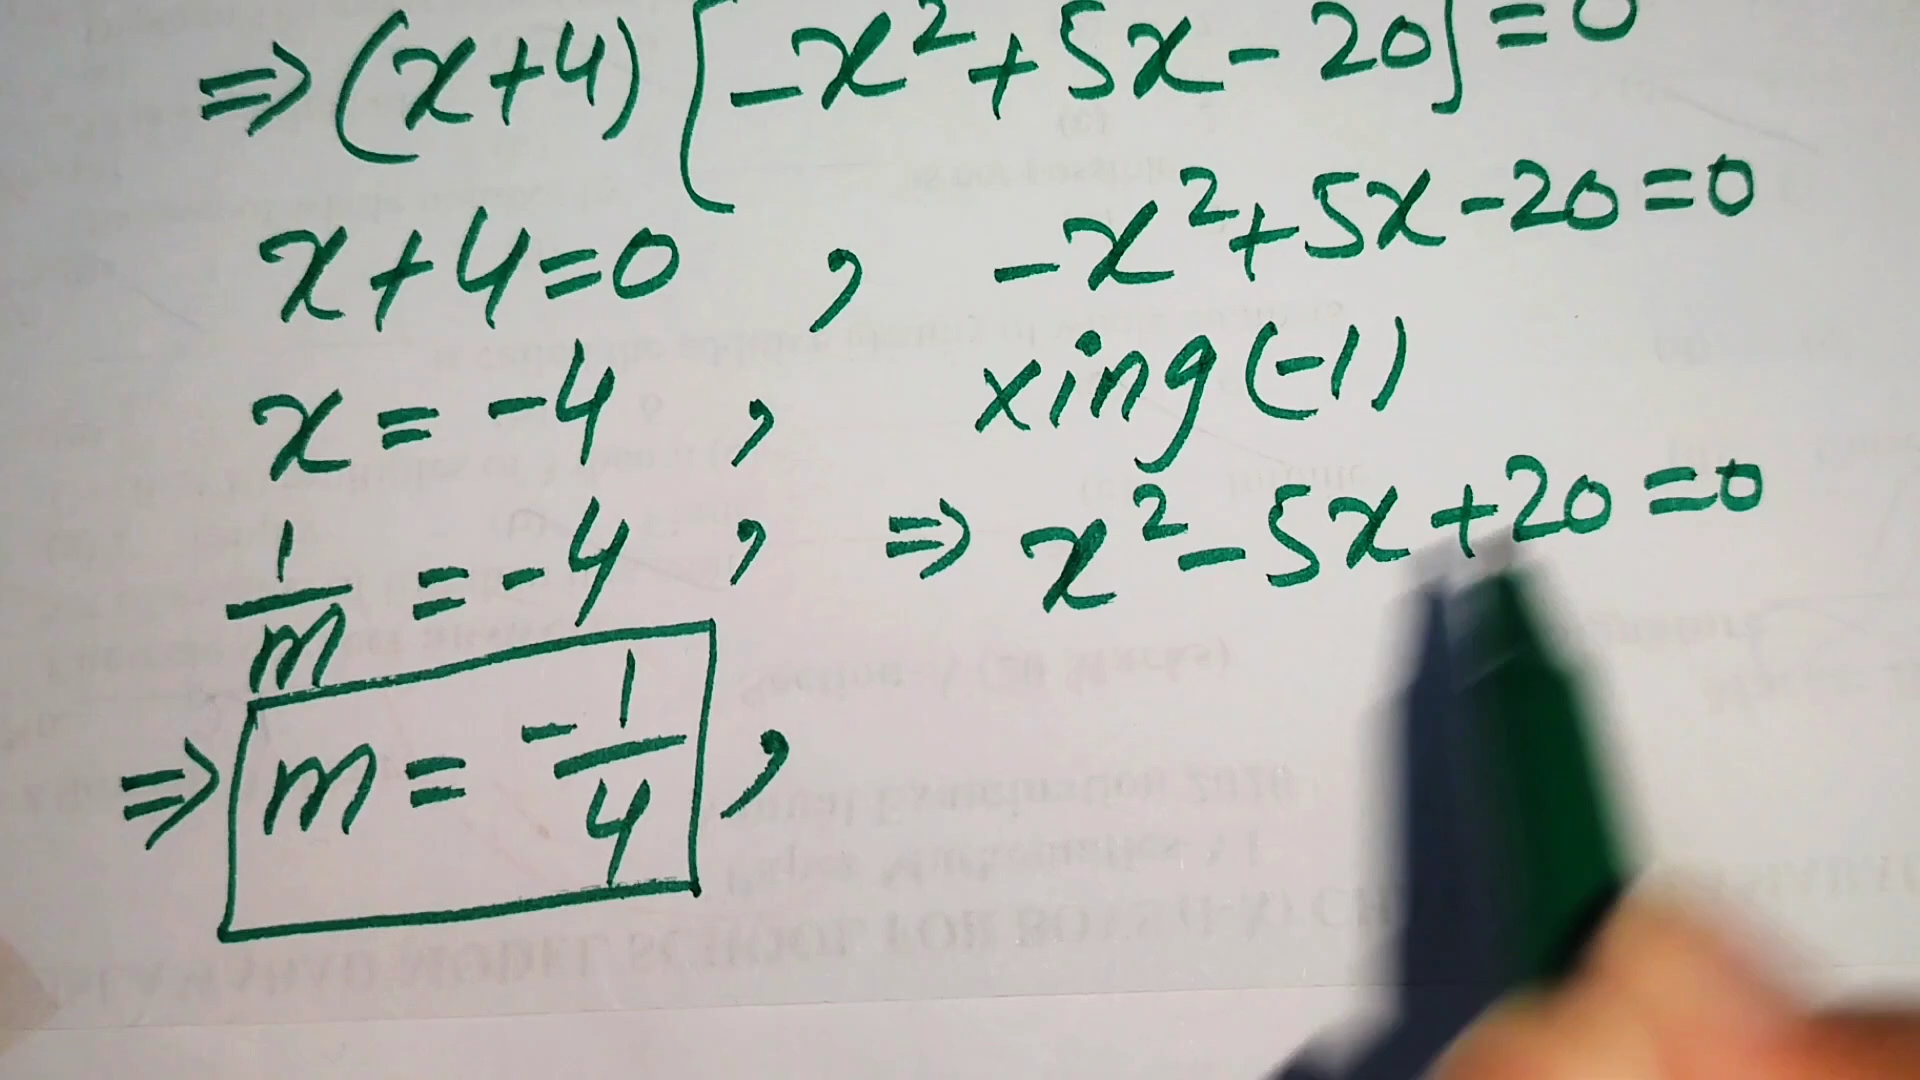 ⇒ (x+4) [-x²+5x-20] = 0
x+4=0 , -x²+5x-20=0
x = -4 , xing (-1)
1/m = -4 , ⇒ x²-5x+20=0
⇒ m = -1/4 ,